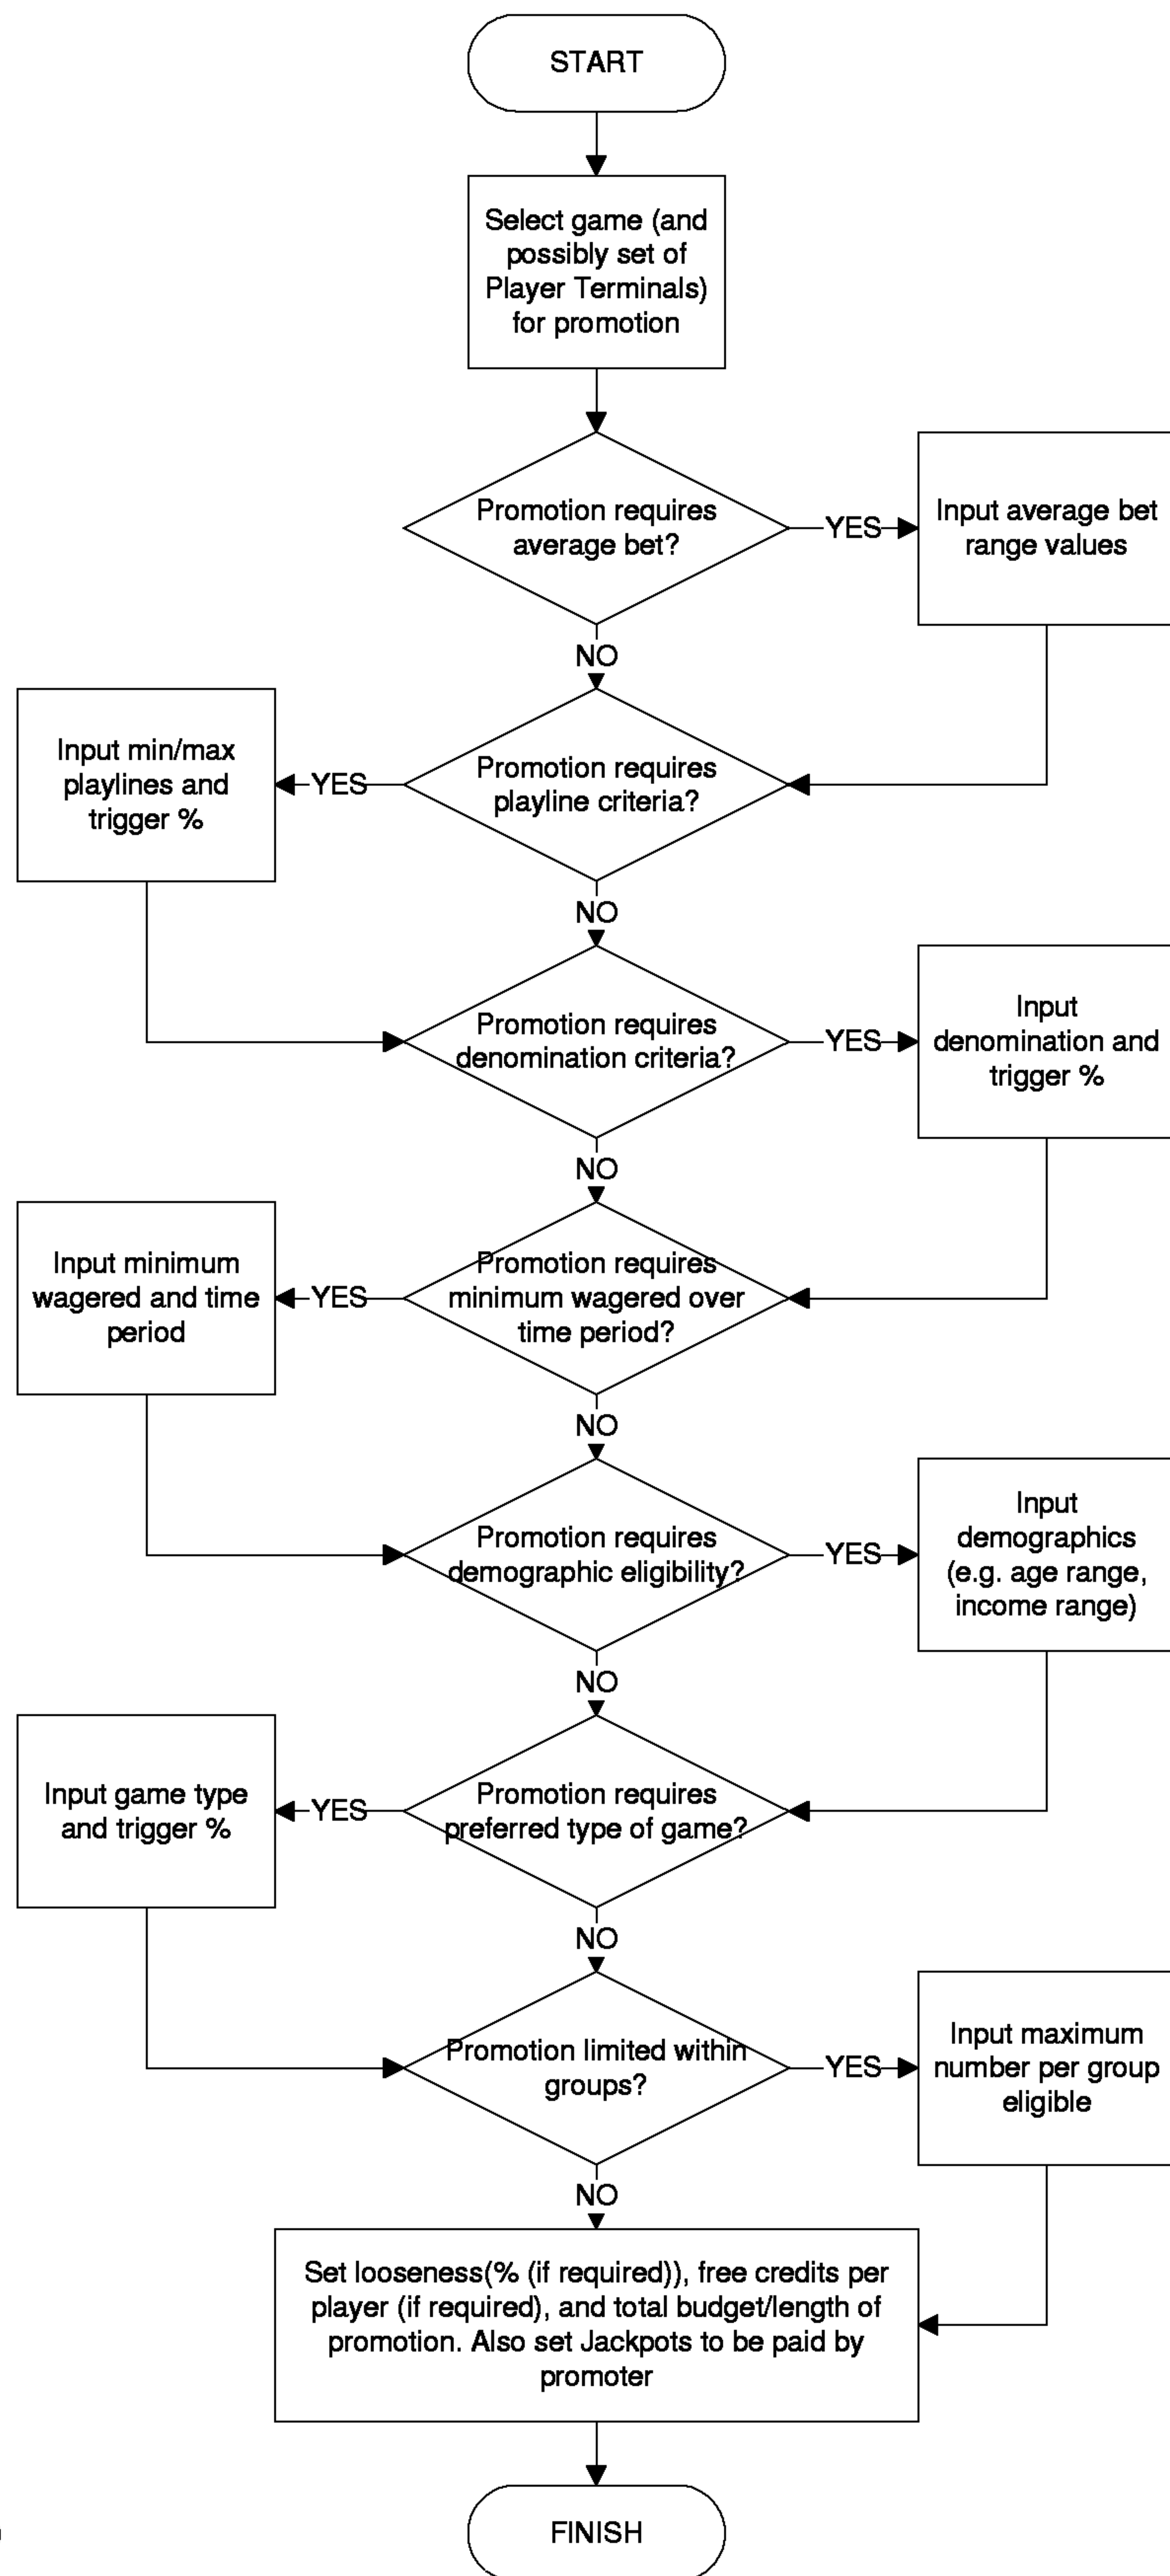 START
Select game (and
possibly set of
Player Terminals)
for promotion
Promotion requires
average bet?
YES
Input average bet
range values
NO
Input min/max
playlines and
trigger %
YES
Promotion requires
playline criteria?
NO
Promotion requires
denomination criteria?
YES
Input
denomination and
trigger %
NO
Input minimum
wagered and time
period
YES
Promotion requires
minimum wagered over
time period?
NO
Promotion requires
demographic eligibility?
YES
Input
demographics
(e.g. age range,
income range)
NO
Input game type
and trigger %
YES
Promotion requires
preferred type of game?
NO
Promotion limited within
groups?
YES
Input maximum
number per group
eligible
NO
Set looseness(% (if required)), free credits per
player (if required), and total budget/length of
promotion. Also set Jackpots to be paid by
promoter
FINISH